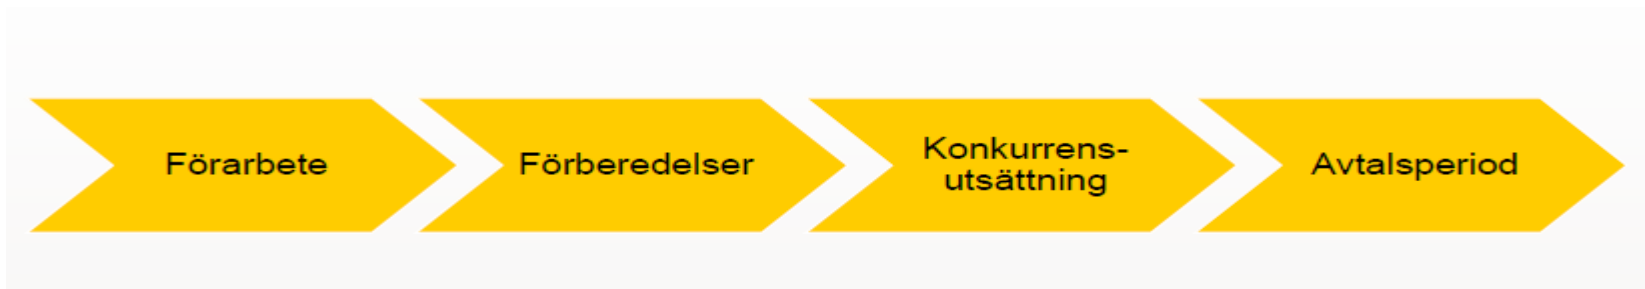 Förarbete
Förberedelser
Konkurrens-
utsättning
Avtalsperiod